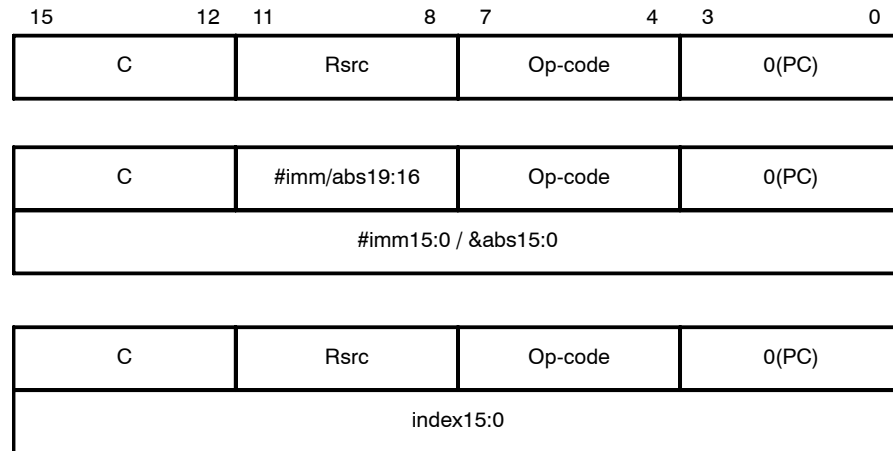 15 12 11 8 7 4 3 0
C Rsrc Op-code 0(PC)
C #imm/abs19:16 Op-code 0(PC)
#imm15:0 / &abs15:0
C Rsrc Op-code 0(PC)
index15:0